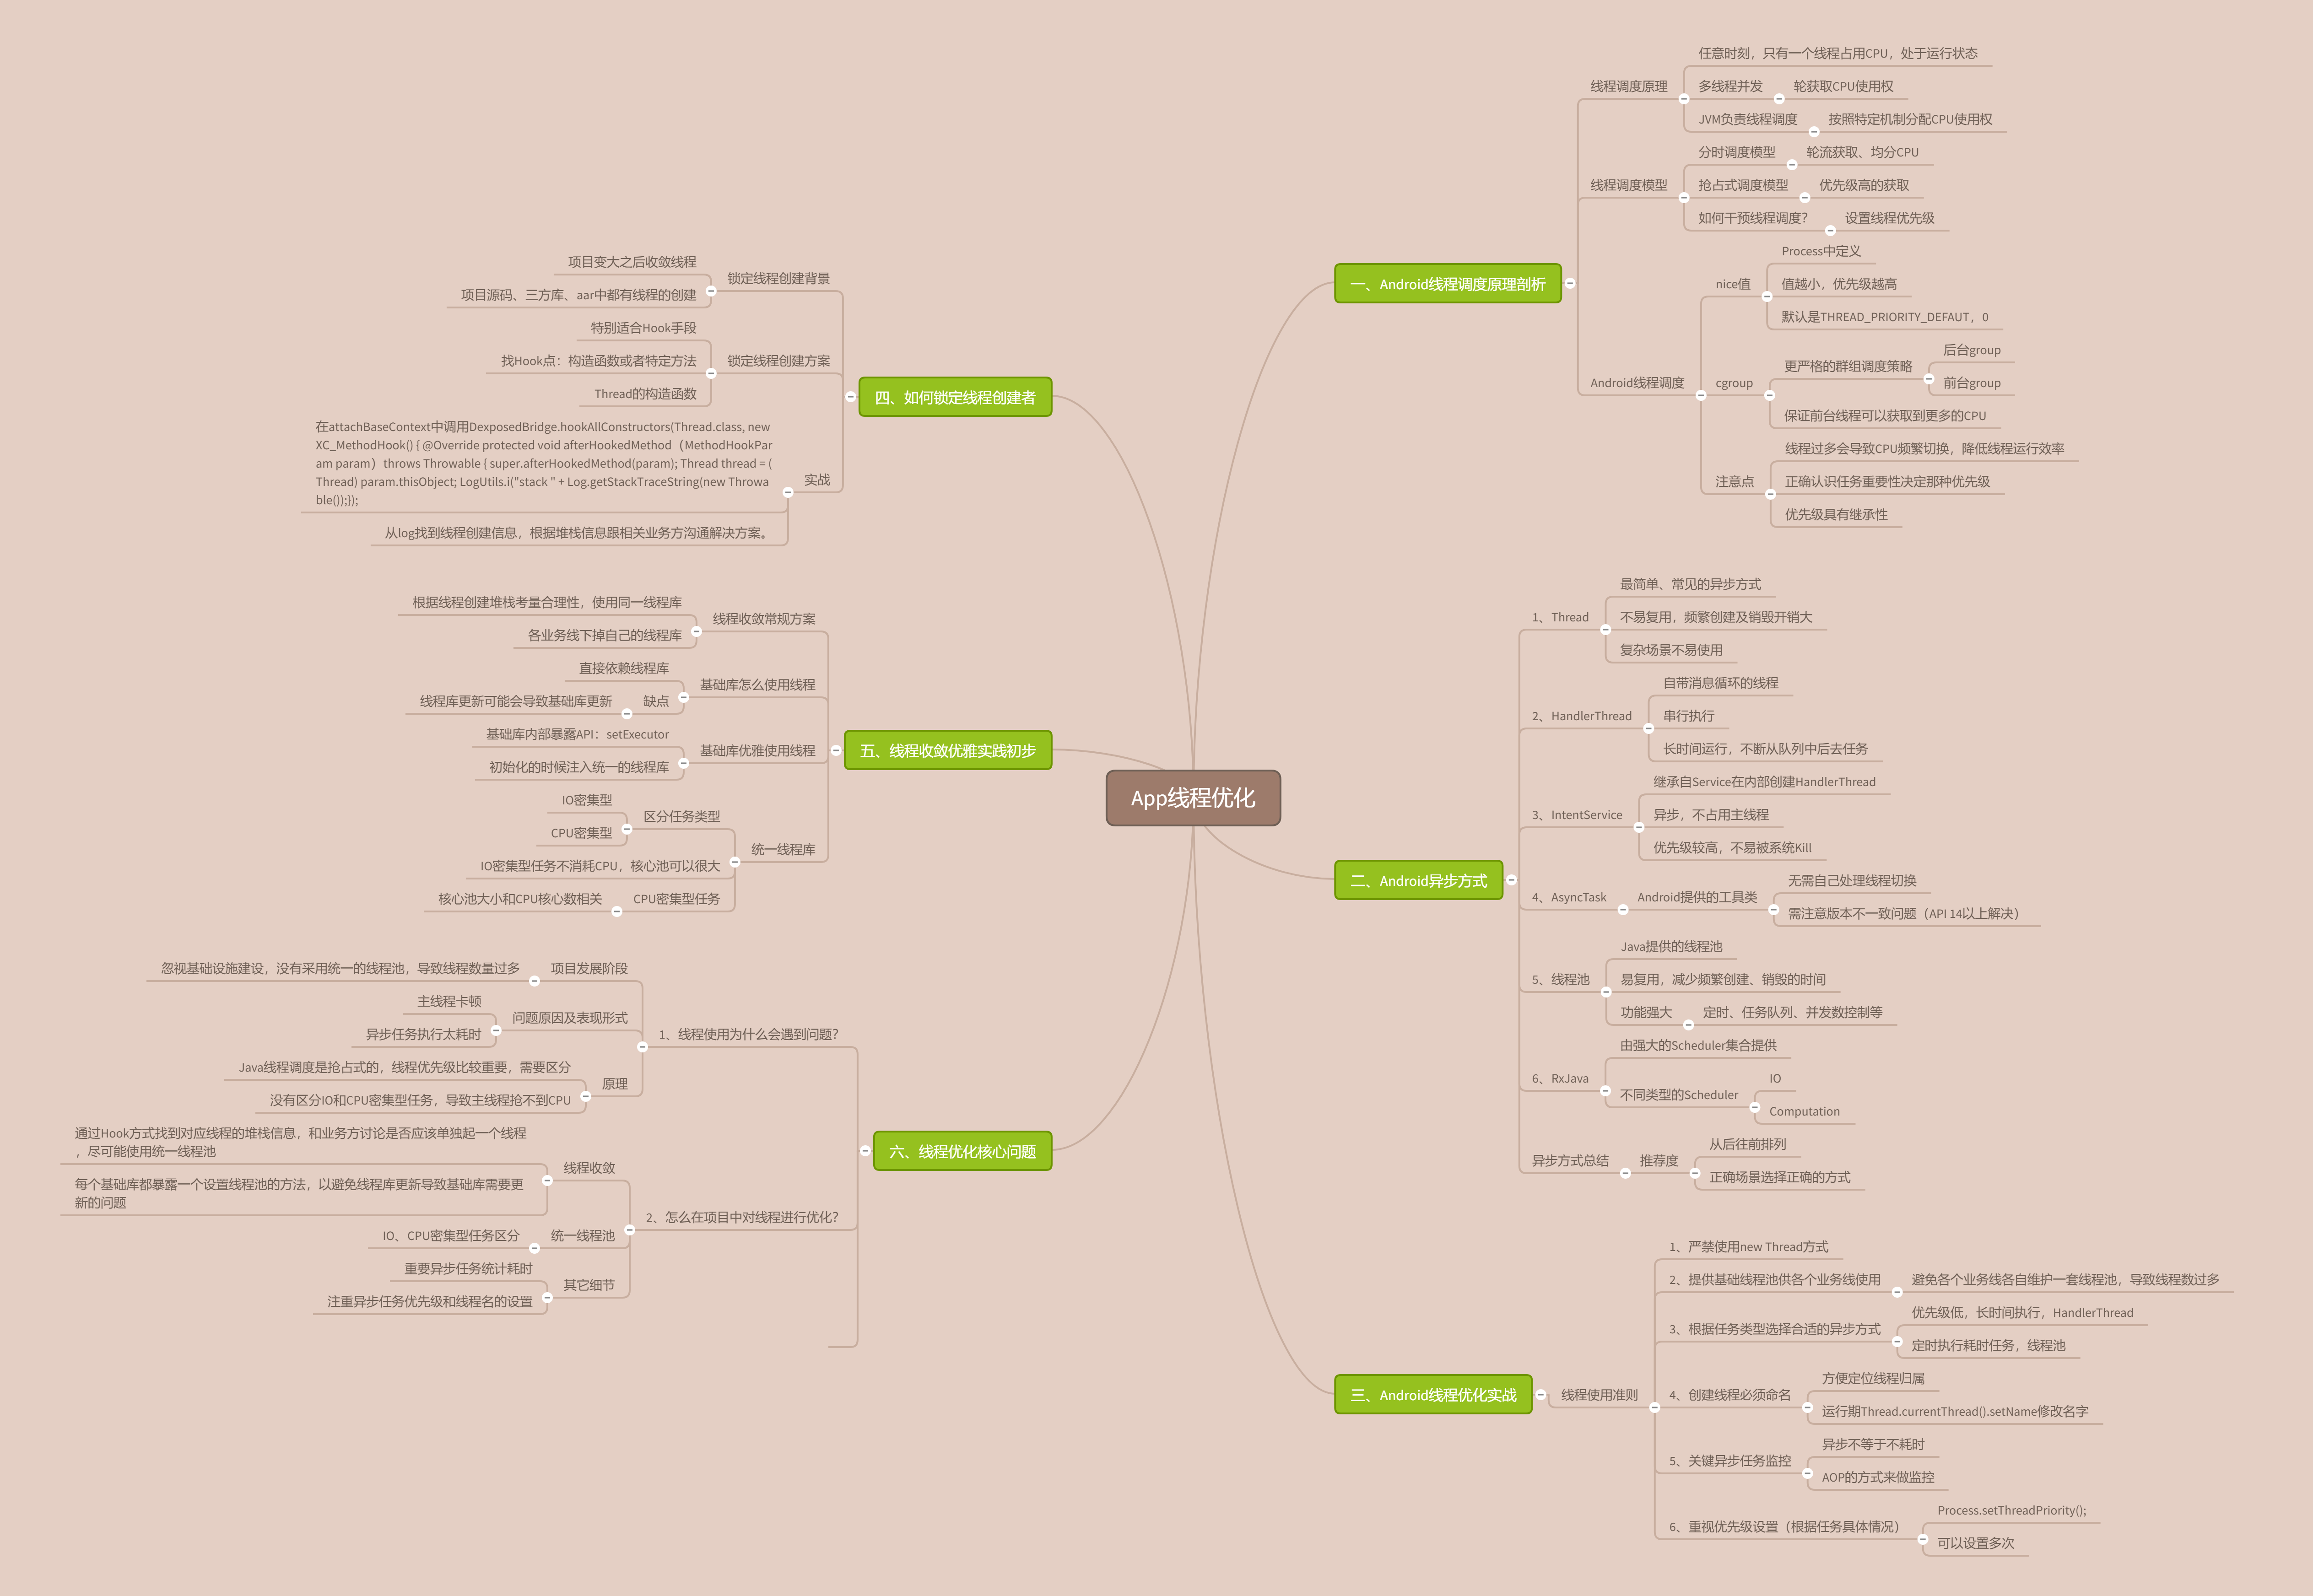 App线程优化
一、Android线程调度原理剖析
线程调度原理
任意时刻，只有一个线程占用CPU，处于运行状态
多线程并发
轮获取CPU使用权
JVM负责线程调度
按照特定机制分配CPU使用权
线程调度模型
分时调度模型
轮流获取、均分CPU
抢占式调度模型
优先级高的获取
如何干预线程调度？
设置线程优先级
Android线程调度
nice值
Process中定义
值越小，优先级越高
默认是THREAD_PRIORITY_DEFAUT，0
cgroup
更严格的群组调度策略
后台group
前台group
保证前台线程可以获取到更多的CPU
注意点
线程过多会导致CPU频繁切换，降低线程运行效率
正确认识任务重要性决定那种优先级
优先级具有继承性
二、Android异步方式
1、Thread
最简单、常见的异步方式
不易复用，频繁创建及销毁开销大
复杂场景不易使用
2、HandlerThread
自带消息循环的线程
串行执行
长时间运行，不断从队列中后去任务
3、IntentService
继承自Service在内部创建HandlerThread
异步，不占用主线程
优先级较高，不易被系统Kill
4、AsyncTask
Android提供的工具类
无需自己处理线程切换
需注意版本不一致问题（API 14以上解决）
5、线程池
Java提供的线程池
易复用，减少频繁创建、销毁的时间
功能强大
定时、任务队列、并发数控制等
6、RxJava
由强大的Scheduler集合提供
不同类型的Scheduler
IO
Computation
异步方式总结
推荐度
从后往前排列
正确场景选择正确的方式
三、Android线程优化实战
线程使用准则
1、严禁使用new Thread方式
2、提供基础线程池供各个业务线使用
避免各个业务线各自维护一套线程池，导致线程数过多
3、根据任务类型选择合适的异步方式
优先级低，长时间执行，HandlerThread
定时执行耗时任务，线程池
4、创建线程必须命名
方便定位线程归属
运行期Thread.currentThread().setName修改名字
5、关键异步任务监控
异步不等于不耗时
AOP的方式来做监控
6、重视优先级设置（根据任务具体情况）
Process.setThreadPriority();
可以设置多次
四、如何锁定线程创建者
锁定线程创建背景
项目变大之后收敛线程
项目源码、三方库、aar中都有线程的创建
锁定线程创建方案
特别适合Hook手段
找Hook点：构造函数或者特定方法
Thread的构造函数
实战
在attachBaseContext中调用DexposedBridge.hookAllConstructors(Thread.class, new
XC_MethodHook() { @Override protected void afterHookedMethod（MethodHookPar
am param）throws Throwable { super.afterHookedMethod(param); Thread thread = (
Thread) param.thisObject; LogUtils.i("stack " + Log.getStackTraceString(new Throwa
ble());});
从log找到线程创建信息，根据堆栈信息跟相关业务方沟通解决方案。
五、线程收敛优雅实践初步
线程收敛常规方案
根据线程创建堆栈考量合理性，使用同一线程库
各业务线下掉自己的线程库
基础库怎么使用线程
直接依赖线程库
缺点
线程库更新可能会导致基础库更新
基础库优雅使用线程
基础库内部暴露API：setExecutor
初始化的时候注入统一的线程库
统一线程库
区分任务类型
IO密集型
CPU密集型
IO密集型任务不消耗CPU，核心池可以很大
CPU密集型任务
核心池大小和CPU核心数相关
六、线程优化核心问题
1、线程使用为什么会遇到问题？
项目发展阶段
忽视基础设施建设，没有采用统一的线程池，导致线程数量过多
问题原因及表现形式
主线程卡顿
异步任务执行太耗时
原理
Java线程调度是抢占式的，线程优先级比较重要，需要区分
没有区分IO和CPU密集型任务，导致主线程抢不到CPU
2、怎么在项目中对线程进行优化？
线程收敛
通过Hook方式找到对应线程的堆栈信息，和业务方讨论是否应该单独起一个线程
，尽可能使用统一线程池
每个基础库都暴露一个设置线程池的方法，以避免线程库更新导致基础库需要更
新的问题
统一线程池
IO、CPU密集型任务区分
其它细节
重要异步任务统计耗时
注重异步任务优先级和线程名的设置